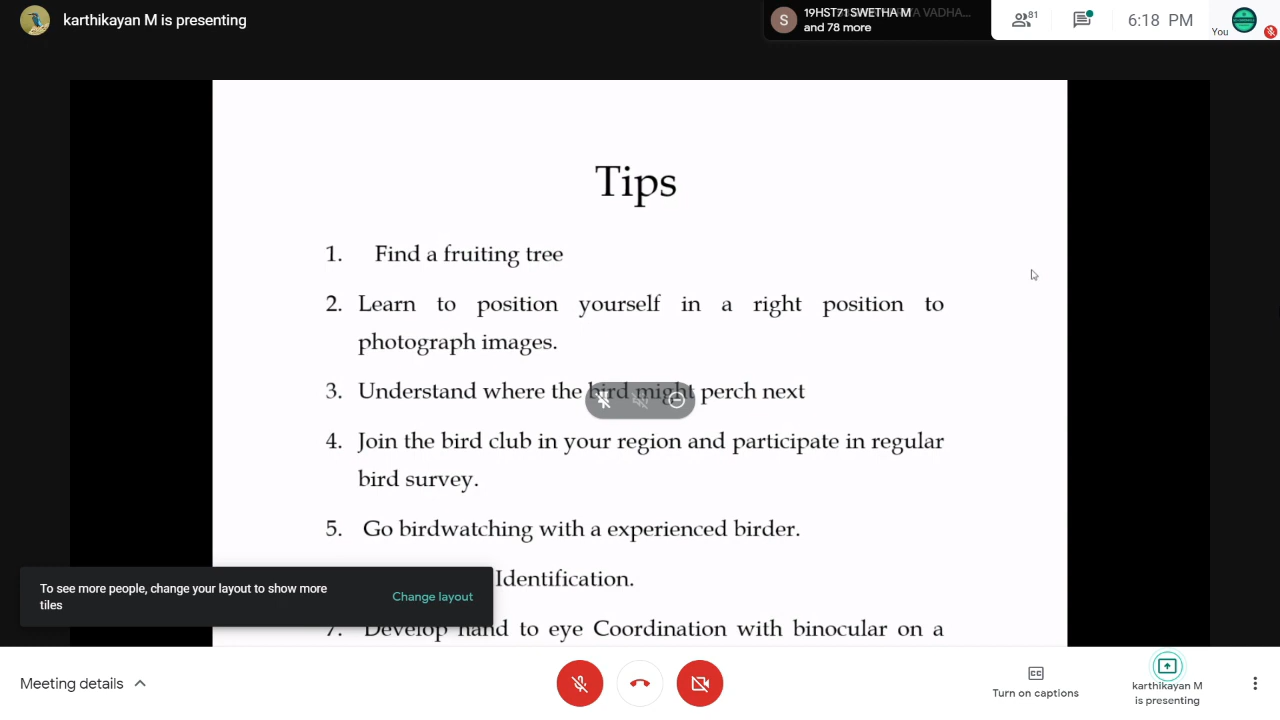 karthikayan M is presenting
19HST71 SWETHA M
and 78 more
81
6:18 PM
You
S
Tips
1. Find a fruiting tree
2. Learn to position yourself in a right position to
photograph images.
3. Understand where the bird might perch next
4. Join the bird club in your region and participate in regular
bird survey.
5. Go birdwatching with a experienced birder.
Identification.
7. Develop hand to eye Coordination with binocular on a
To see more people, change your layout to show more
tiles
Change layout
Meeting details
CC
Turn on captions
karthikayan M
is presenting